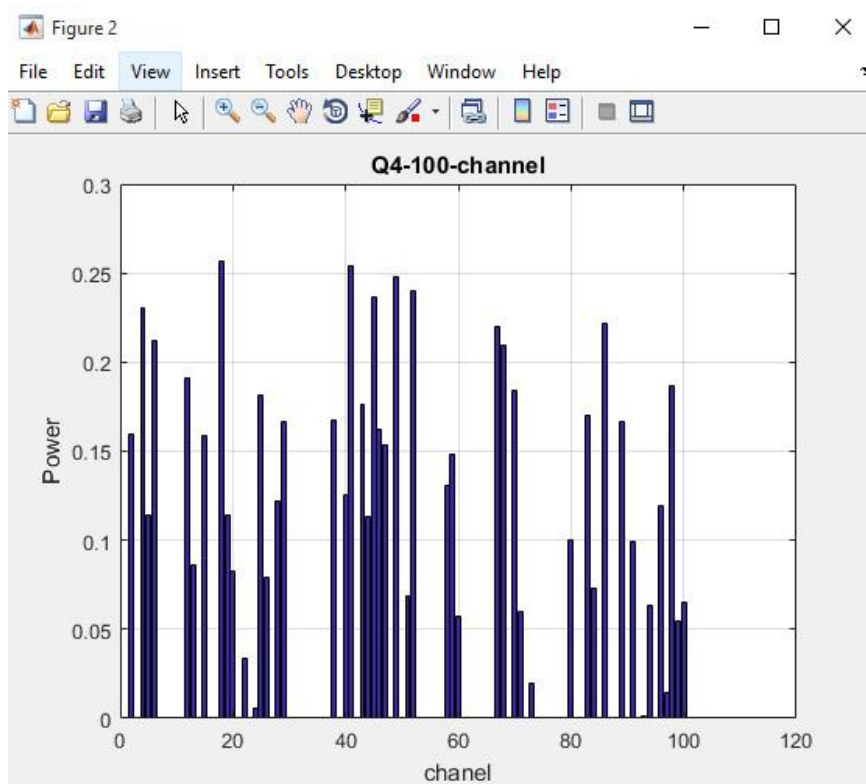 Figure 2
File Edit View Insert Tools Desktop Window Help
Q4-100-channel
0.3
0.25
0.2
0.15
0.1
0.05
0
Power
0 20 40 60 80 100 120
chanel